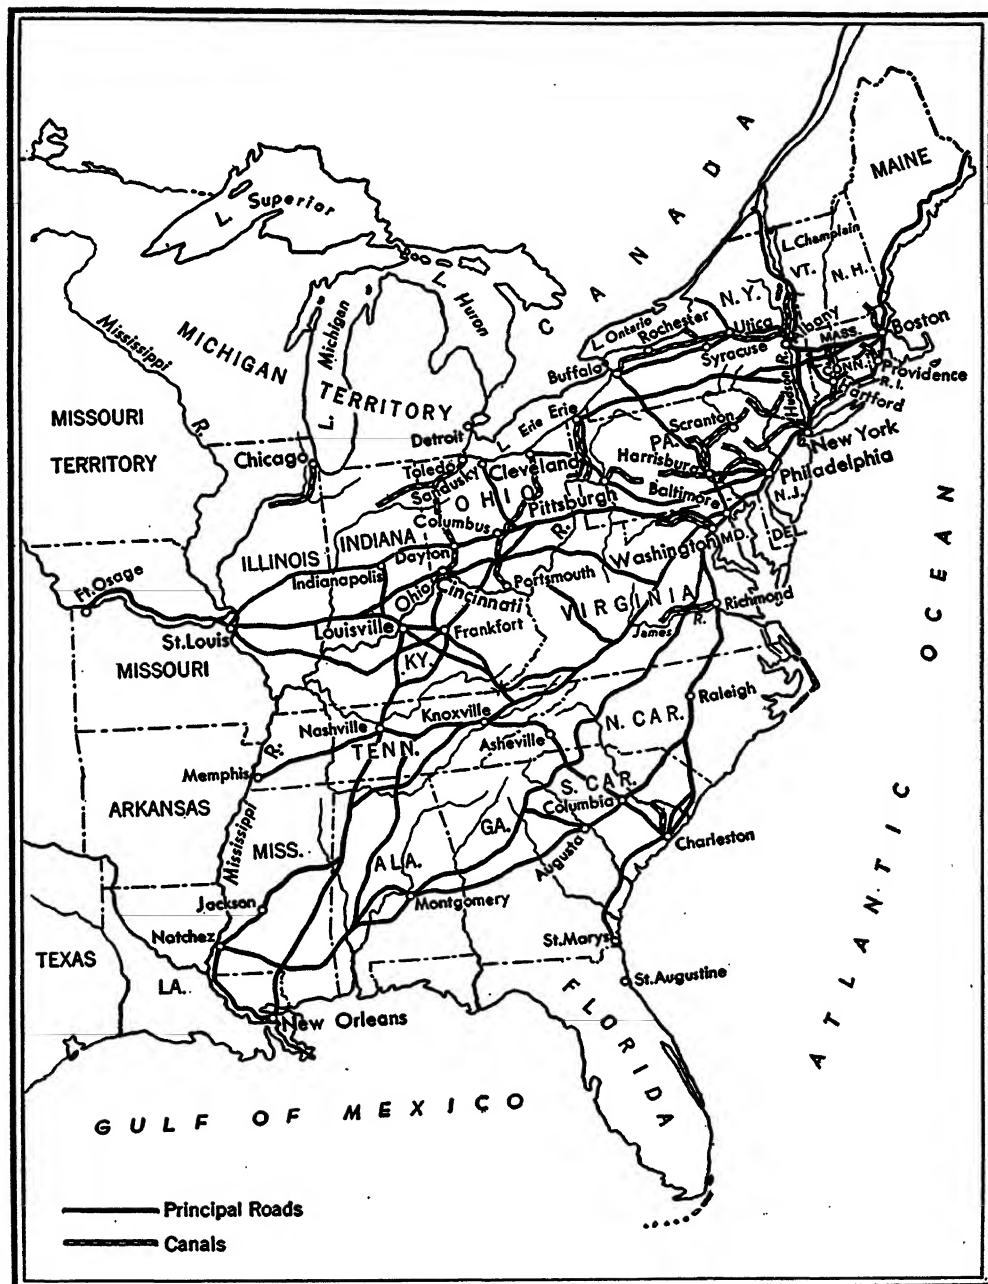 CANADA
MAINE
L. Superior
L. Huron
L. Champlain
VT.
N. H.
N. Y.
Mississippi R.
MICHIGAN TERRITORY
L. Michigan
L. Ontario
Rochester
Utica
Albany
MASS.
Boston
Syracuse
Buffalo
Hudson R.
CONN.
Providence
R. I.
Hartford
MISSOURI
TERRITORY
Erie
Erie
Scranton
New York
Detroit
PA.
Chicago
Toledo
Cleveland
Harrisburg
Philadelphia
Sandusky
OHIO
Pittsburgh
Baltimore
N.J.
Columbus
ILLINOIS
INDIANA
Dayton
R.
Washington
MD.
DEL.
Ft. Osage
Indianapolis
Ohio
Cincinnati
Portsmouth
VIRGINIA
Richmond
James R.
St. Louis
Louisville
Frankfort
MISSOURI
KY.
Raleigh
Nashville
Knoxville
N. CAR.
R.
TENN.
Asheville
Memphis
S. CAR.
ARKANSAS
Columbia
Mississippi
MISS.
ALA.
GA.
Augusta
Charleston
Jackson
Montgomery
Natchez
St. Marys
TEXAS
LA.
St. Augustine
New Orleans
FLORIDA
ATLANTIC OCEAN
GULF OF MEXICO
Principal Roads
Canals